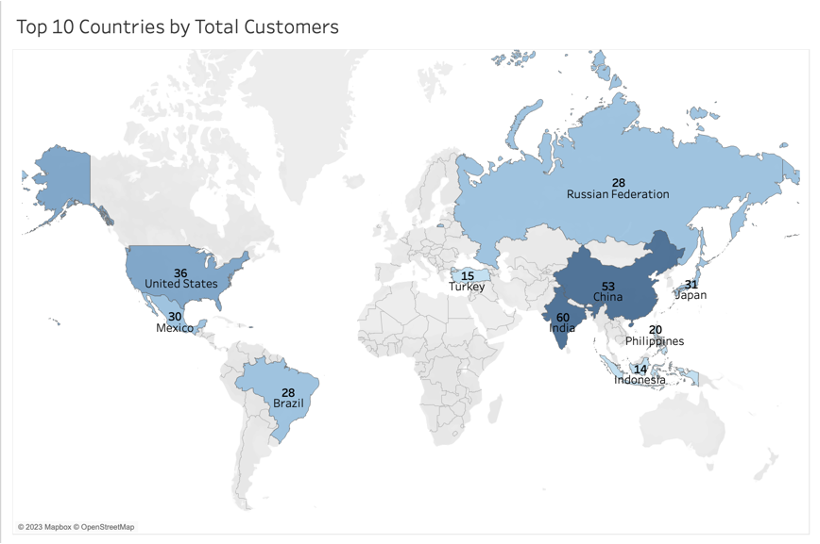 Top 10 Countries by Total Customers
28
Russian Federation
36
United States
15
Turkey
53
China
31
Japan
30
Mexico
60
India
20
Philippines
14
Indonesia
28
Brazil
© 2023 Mapbox © OpenStreetMap